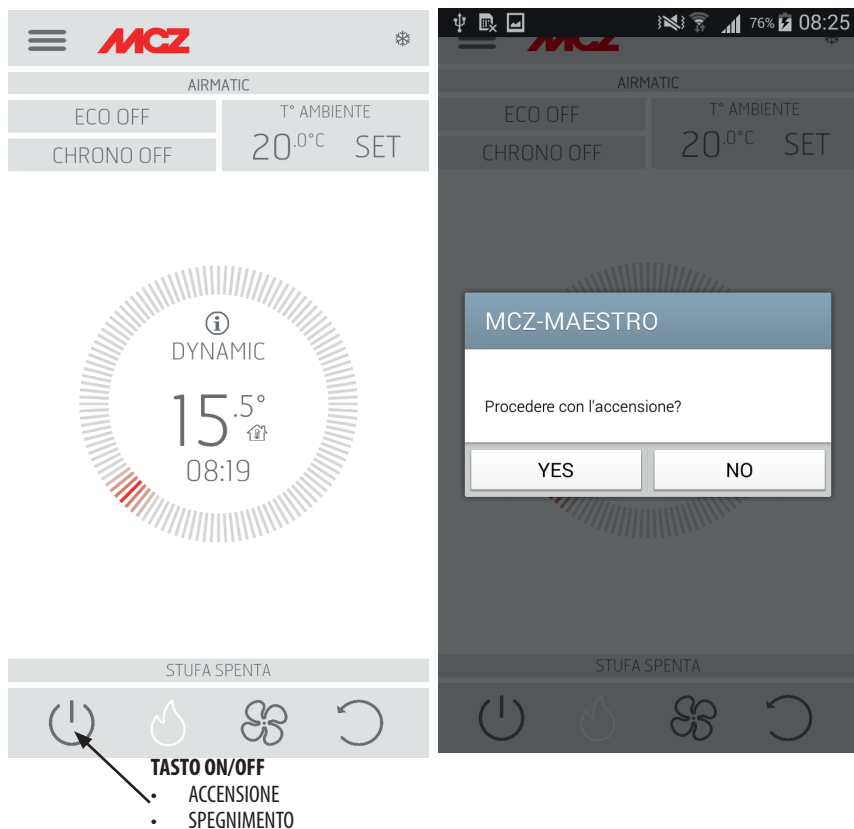 MCZ
AIRMATIC
ECO OFF
T° AMBIENTE
20.0°C SET
CHRONO OFF
i
DYNAMIC
15.5°
08:19
STUFA SPENTA
TASTO ON/OFF
• ACCENSIONE
• SPEGNIMENTO
76% 08:25
MCZ
AIRMATIC
ECO OFF
T° AMBIENTE
20.0°C SET
CHRONO OFF
MCZ-MAESTRO
Procedere con l'accensione?
YES NO
STUFA SPENTA